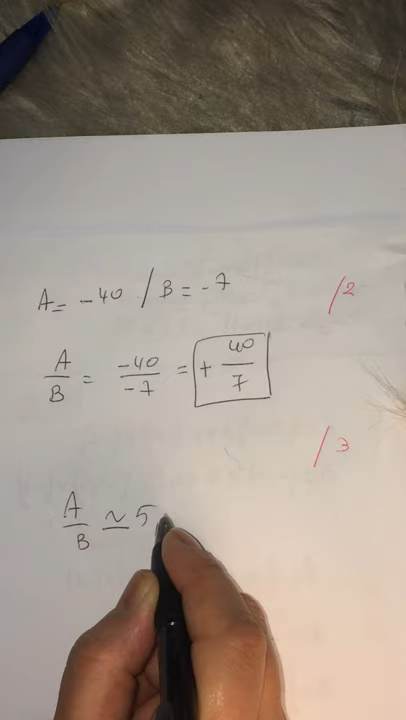 A = -40 / B = -7
/2
A/B = -40/-7 = + 40/7
/3
A/B ≃ 5